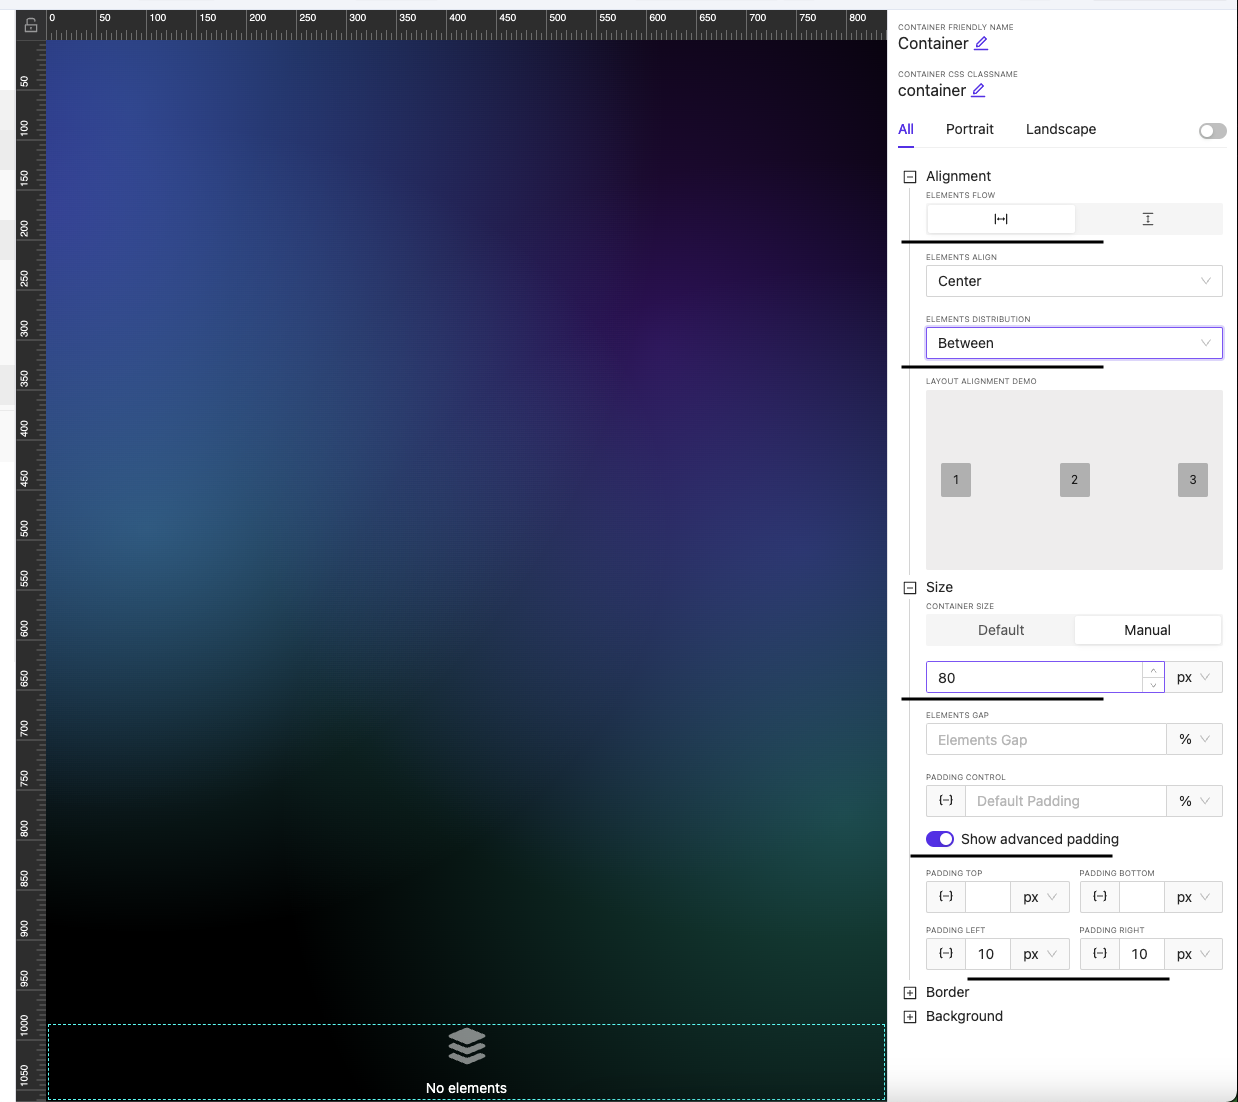 0 50 100 150 200 250 300 350 400 450 500 550 600 650 700 750 800
50
100
150
200
250
300
350
400
450
500
550
600
650
700
750
800
850
900
950
1000
1050
No elements
CONTAINER FRIENDLY NAME
Container
CONTAINER CSS CLASSNAME
container
All Portrait Landscape
Alignment
ELEMENTS FLOW
ELEMENTS ALIGN
Center
ELEMENTS DISTRIBUTION
Between
LAYOUT ALIGNMENT DEMO
1 2 3
Size
CONTAINER SIZE
Default Manual
80 px
ELEMENTS GAP
Elements Gap %
PADDING CONTROL
{--} Default Padding %
Show advanced padding
PADDING TOP PADDING BOTTOM
{--} px {--} px
PADDING LEFT PADDING RIGHT
{--} 10 px {--} 10 px
Border
Background